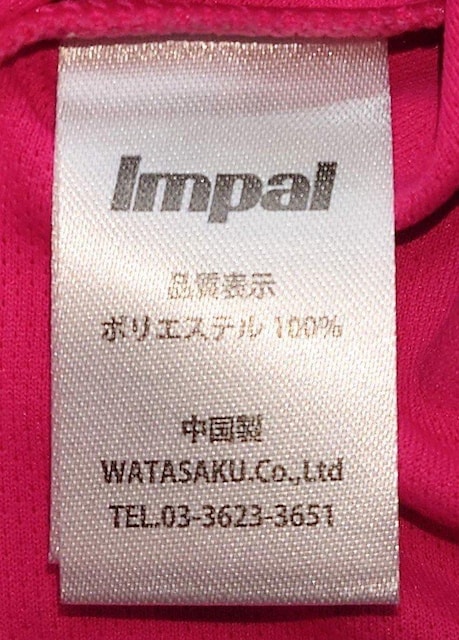 Impal
品質表示
ポリエステル 100%
中国製
WATASAKU.Co.,Ltd
TEL.03-3623-3651